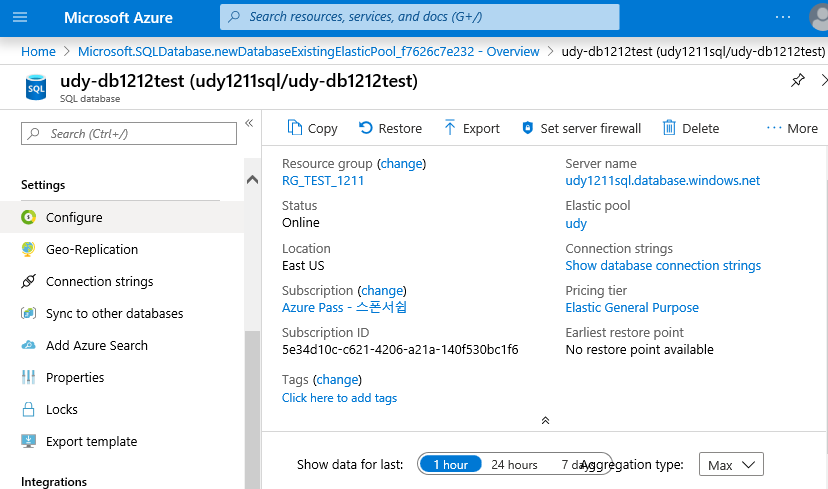 Microsoft Azure
Search resources, services, and docs (G+/)
Home > Microsoft.SQLDatabase.newDatabaseExistingElasticPool_f7626c7e232 - Overview > udy-db1212test (udy1211sql/udy-db1212test)
udy-db1212test (udy1211sql/udy-db1212test)
SQL
SQL database
Search (Ctrl+/)
Settings
Configure
Geo-Replication
Connection strings
Sync to other databases
Add Azure Search
Properties
Locks
Export template
Integrations
Copy Restore Export Set server firewall Delete ··· More
Resource group (change)
RG_TEST_1211
Status
Online
Location
East US
Subscription (change)
Azure Pass - 스폰서쉽
Subscription ID
5e34d10c-c621-4206-a21a-140f530bc1f6
Tags (change)
Click here to add tags
Server name
udy1211sql.database.windows.net
Elastic pool
udy
Connection strings
Show database connection strings
Pricing tier
Elastic General Purpose
Earliest restore point
No restore point available
Show data for last: 1 hour 24 hours 7 days Aggregation type: Max